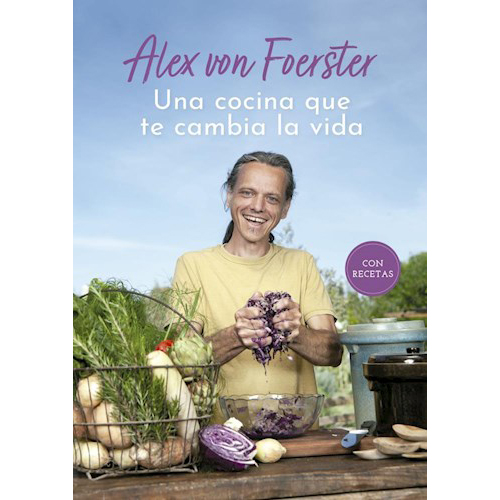 Alex von Foerster
Una cocina que
te cambia la vida
CON
RECETAS